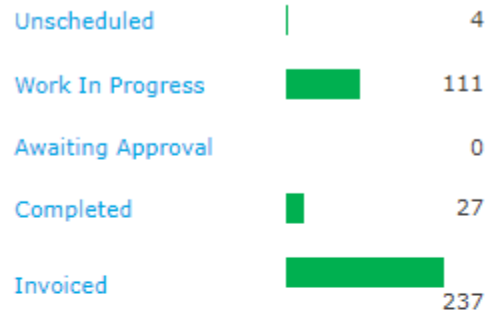 Unscheduled 4
Work In Progress 111
Awaiting Approval 0
Completed 27
Invoiced 237